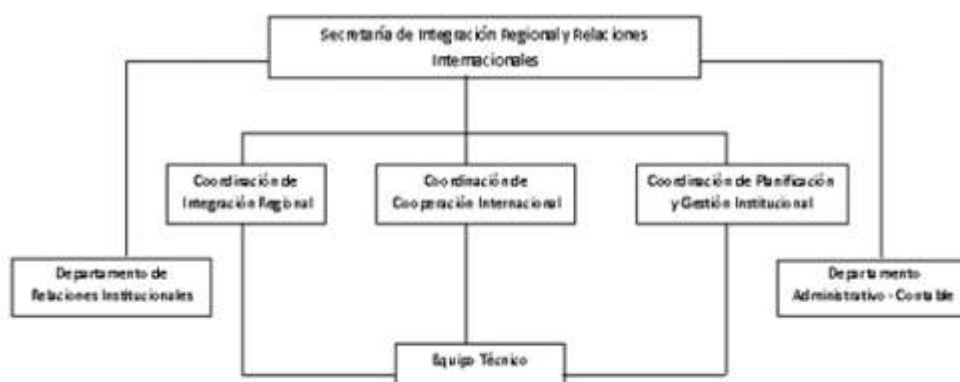 Secretaría de Integración Regional y Relaciones
Internacionales
Coordinación de
Integración Regional
Coordinación de
Cooperación Internacional
Coordinación de Planificación
y Gestión Institucional
Departamento de
Relaciones Institucionales
Departamento
Administrativo - Contable
Equipo Técnico